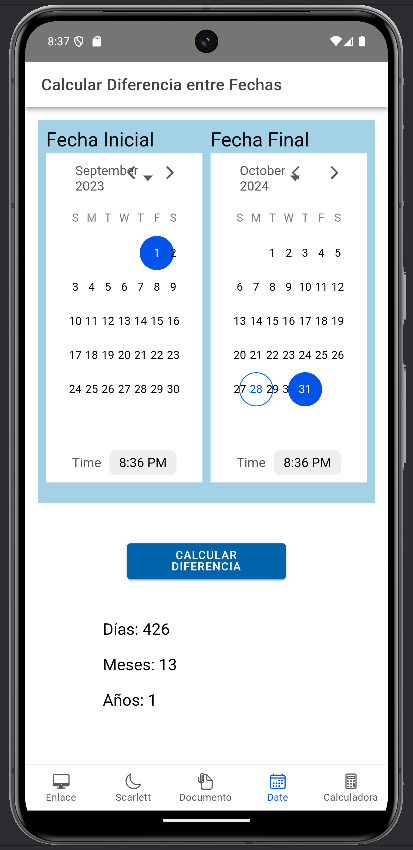 8:37
Calcular Diferencia entre Fechas
Fecha Inicial
September
2023
S M T W T F S
1 2
3 4 5 6 7 8 9
10 11 12 13 14 15 16
17 18 19 20 21 22 23
24 25 26 27 28 29 30
Time 8:36 PM
Fecha Final
October
2024
S M T W T F S
1 2 3 4 5
6 7 8 9 10 11 12
13 14 15 16 17 18 19
20 21 22 23 24 25 26
27 28 29 31
Time 8:36 PM
CALCULAR
DIFERENCIA
Días: 426
Meses: 13
Años: 1
Enlace Scarlett Documento Date Calculadora